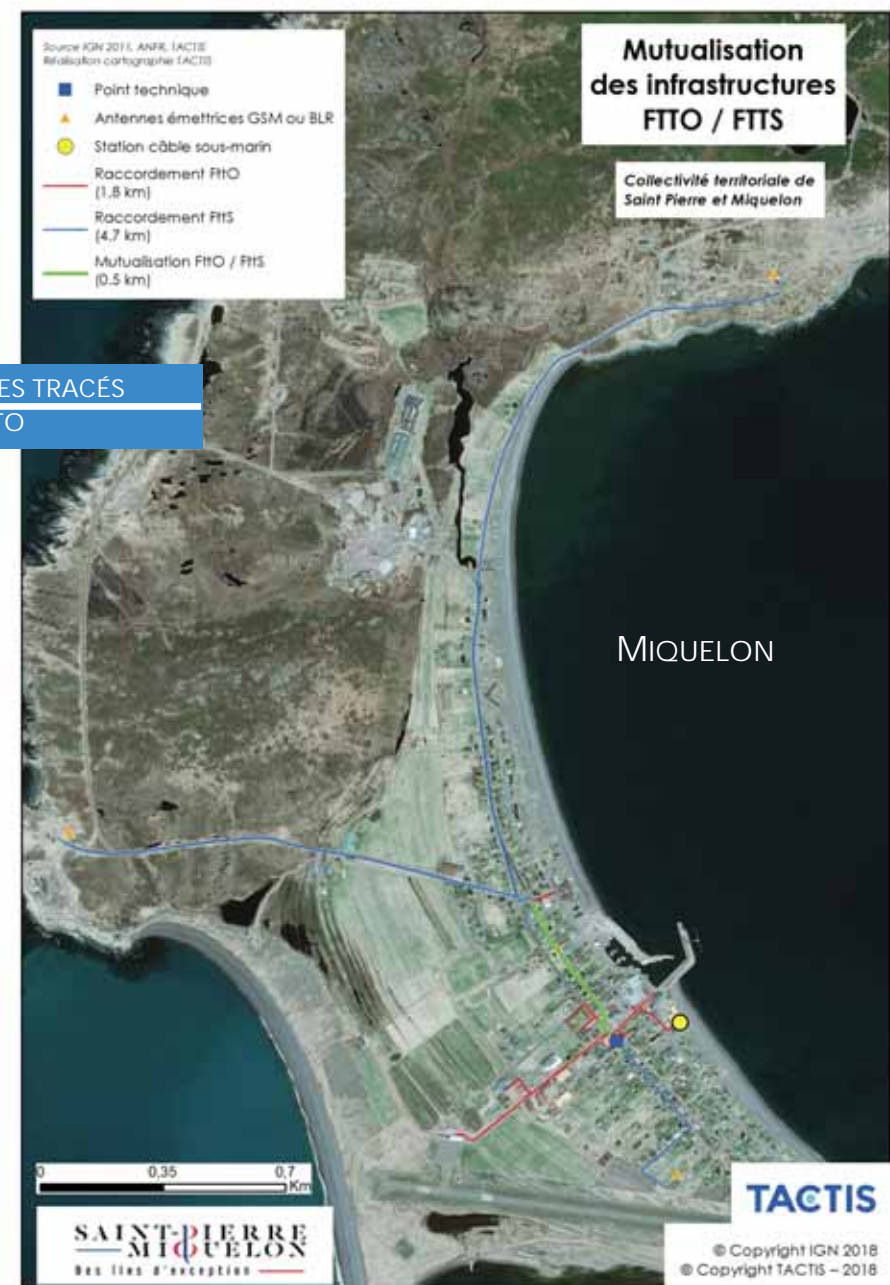 Source IGN 2011, ANFR, TACTIS
Réalisation cartographie TACTIS
Point technique
Antennes émettrices GSM ou BLR
Station câble sous-marin
Raccordement FttO
(1.8 km)
Raccordement FttS
(4.7 km)
Mutualisation FttO / FttS
(0.5 km)
Mutualisation
des infrastructures
FTTO / FTTS
Collectivité territoriale de
Saint Pierre et Miquelon
ES TRACÉS
TO
MIQUELON
0 0,35 0,7
Km
SAINT-PIERRE
MIQUELON
Des îles d'exception
TACTIS
© Copyright IGN 2018
© Copyright TACTIS – 2018